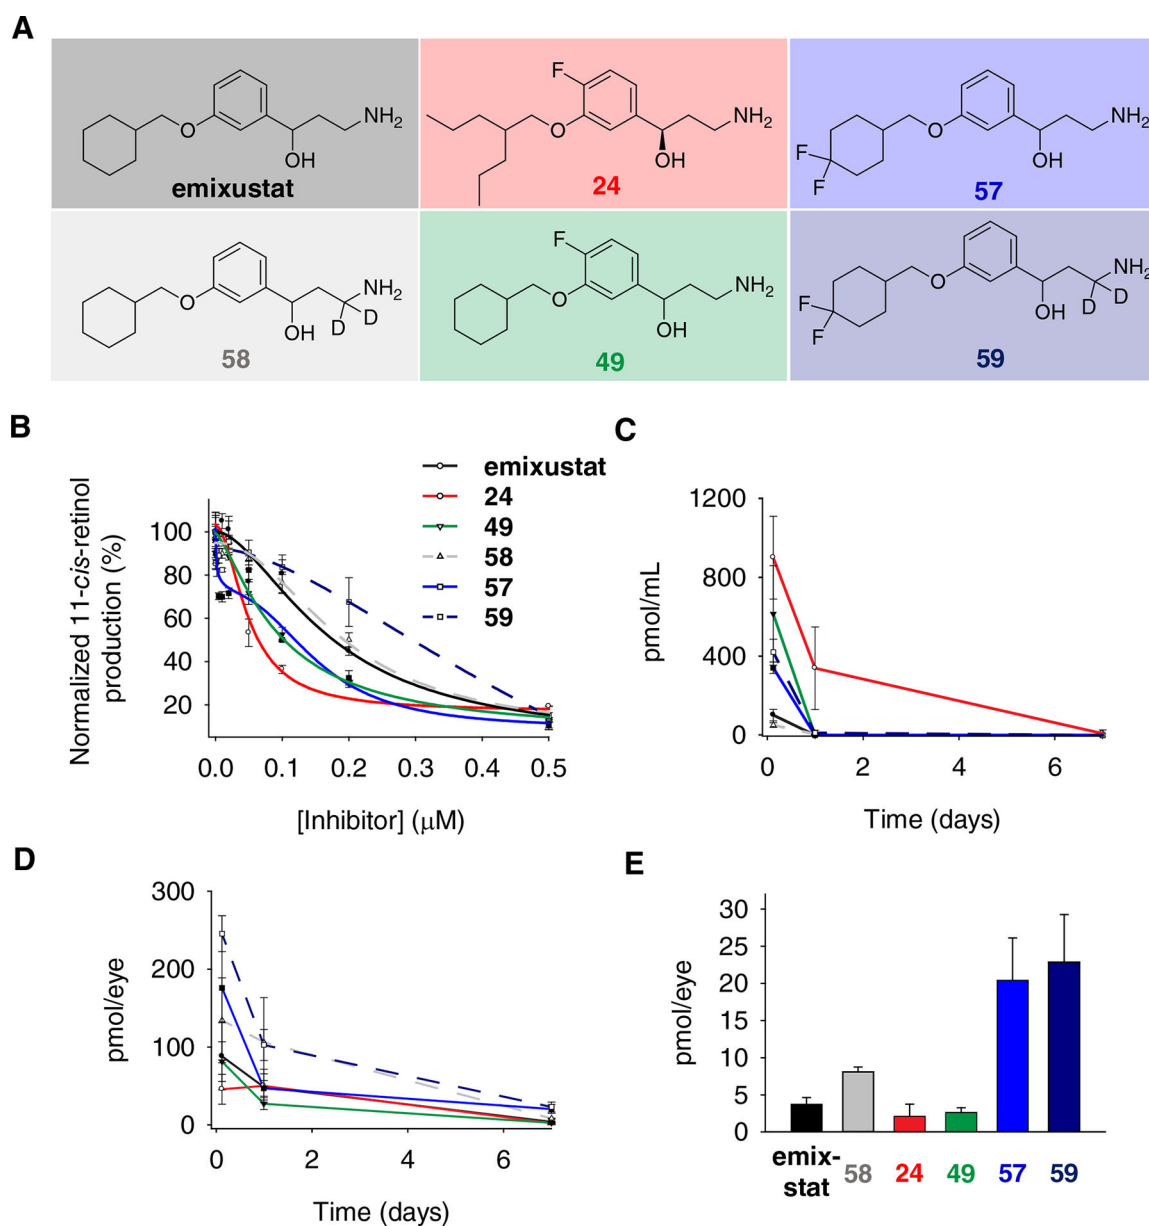 A
NH₂
O
OH
emixustat
F
NH₂
O
OH
24
NH₂
O
F
F
OH
57
NH₂
O
OH
D
D
58
F
NH₂
O
OH
49
NH₂
O
F
F
OH
D
D
59
B
Normalized 11-cis-retinol
production (%)
100
80
60
40
20
0.0 0.1 0.2 0.3 0.4 0.5
[Inhibitor] (μM)
emixustat
24
49
58
57
59
C
pmol/mL
1200
800
400
0
0 2 4 6
Time (days)
D
pmol/eye
300
200
100
0
0 2 4 6
Time (days)
E
pmol/eye
30
25
20
15
10
5
0
emix-
stat
58 24 49 57 59